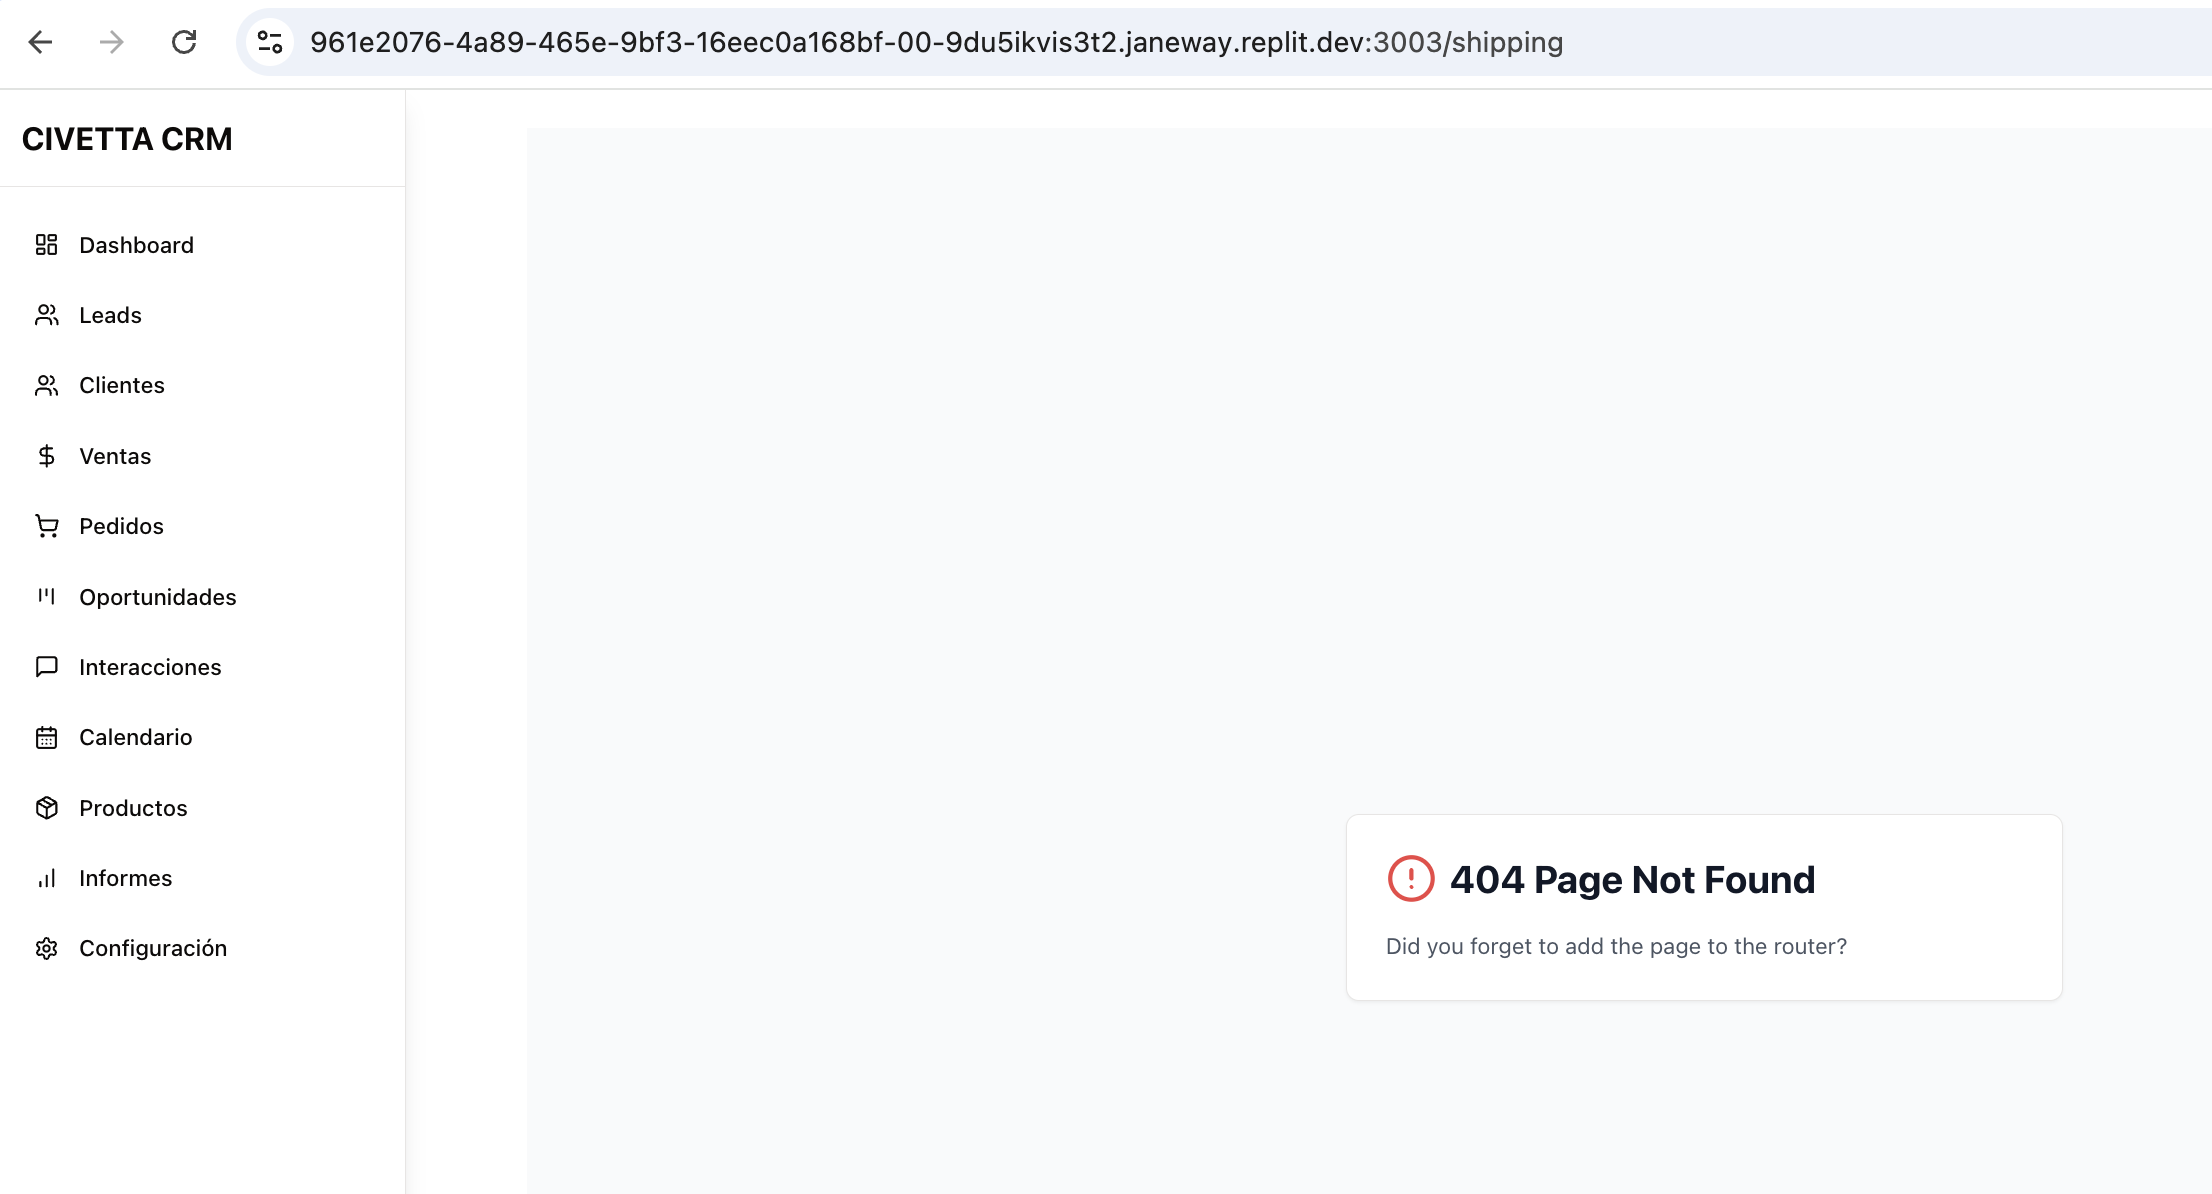 961e2076-4a89-465e-9bf3-16eec0a168bf-00-9du5ikvis3t2.janeway.replit.dev:3003/shipping
CIVETTA CRM
Dashboard
Leads
Clientes
Ventas
Pedidos
Oportunidades
Interacciones
Calendario
Productos
Informes
Configuración
404 Page Not Found
Did you forget to add the page to the router?